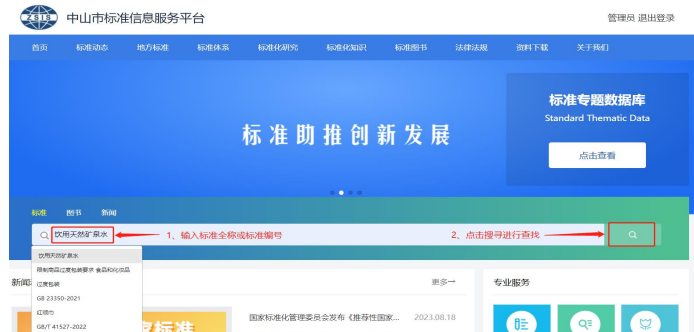 ZSIS 中山市标准信息服务平台
管理员 退出登录
首页 标准动态 地方标准 标准体系 标准化研究 标准化知识 标准图书 法律法规 资料下载 关于我们
标准助推创新发展
标准专题数据库
Standard Thematic Data
点击查看
标准 图书 新闻
饮用天然矿泉水
1、输入标准全称或标准编号
2、点击搜寻进行查找
饮用天然矿泉水
限制商品过度包装要求 食品和化妆品
过度包装
GB 23350-2021
红领巾
GB/T 41527-2022
新闻
更多→
专业服务
国家标准化管理委员会发布《推荐性国家... 2023.08.18